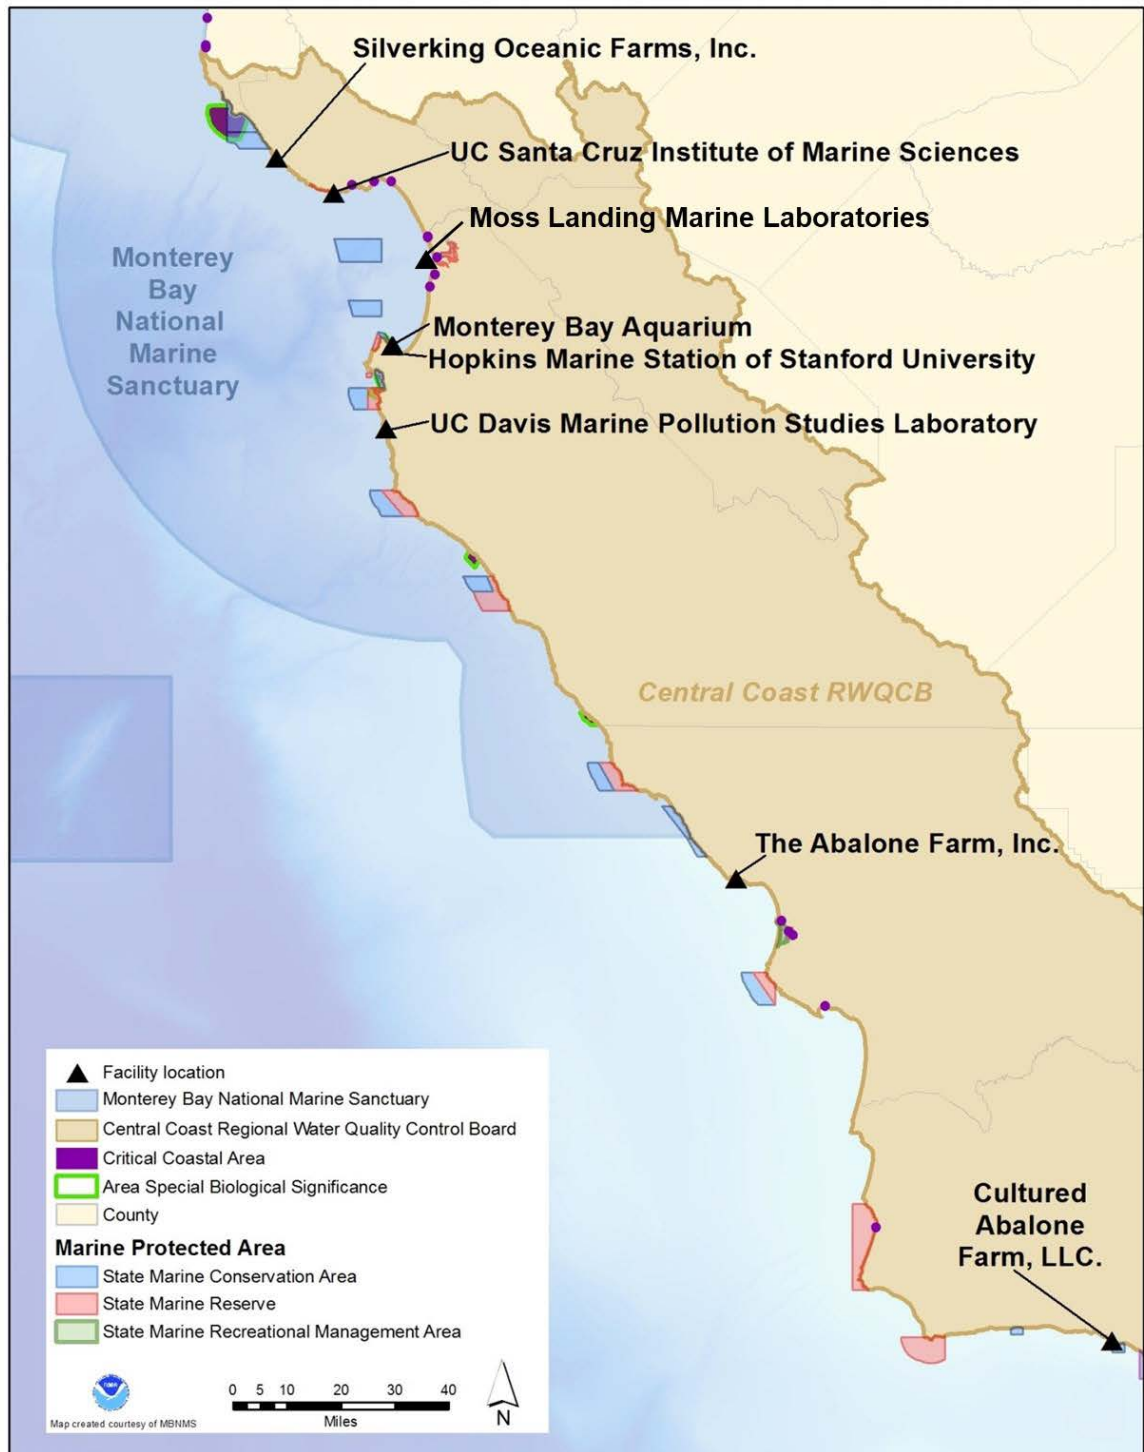 Silverking Oceanic Farms, Inc.
UC Santa Cruz Institute of Marine Sciences
Moss Landing Marine Laboratories
Monterey
Bay
National
Marine
Sanctuary
Monterey Bay Aquarium
Hopkins Marine Station of Stanford University
UC Davis Marine Pollution Studies Laboratory
Central Coast RWQCB
The Abalone Farm, Inc.
Cultured
Abalone
Farm, LLC.
Facility location
Monterey Bay National Marine Sanctuary
Central Coast Regional Water Quality Control Board
Critical Coastal Area
Area Special Biological Significance
County
Marine Protected Area
State Marine Conservation Area
State Marine Reserve
State Marine Recreational Management Area
0 5 10 20 30 40
Miles
N
Map created courtesy of MBNMS